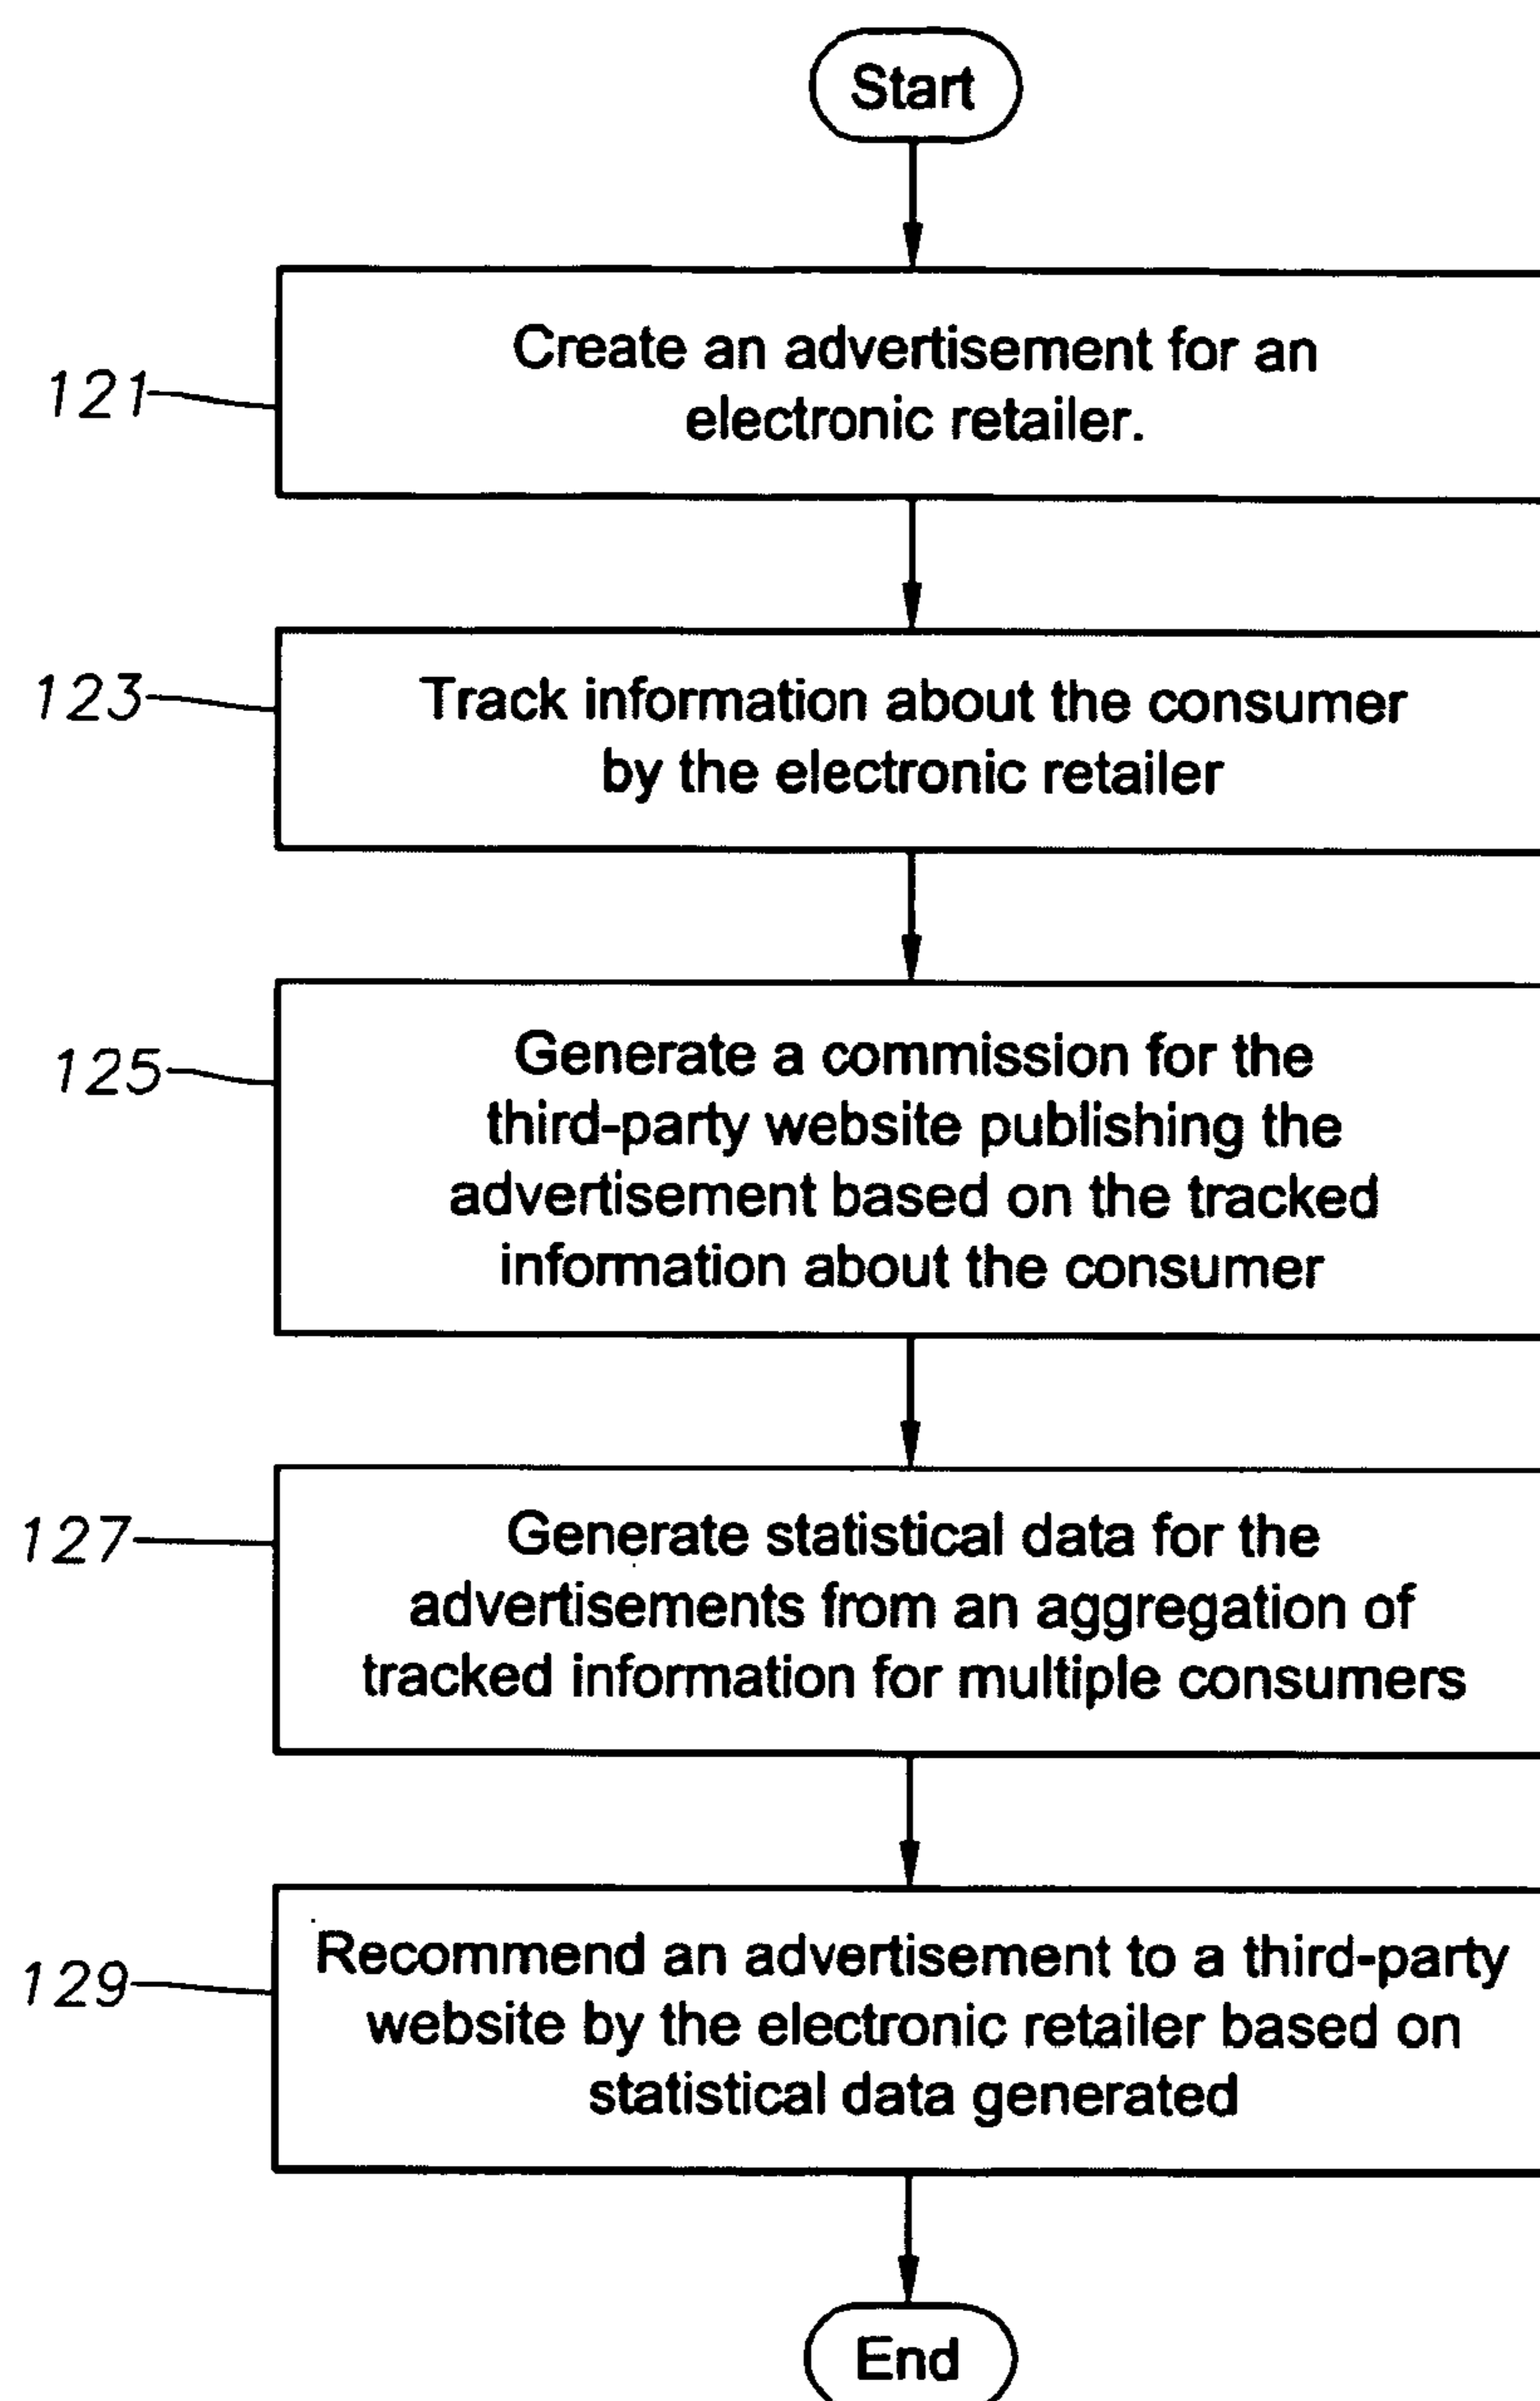 Start
121
Create an advertisement for an
electronic retailer.
123
Track information about the consumer
by the electronic retailer
125
Generate a commission for the
third-party website publishing the
advertisement based on the tracked
information about the consumer
127
Generate statistical data for the
advertisements from an aggregation of
tracked information for multiple consumers
129
Recommend an advertisement to a third-party
website by the electronic retailer based on
statistical data generated
End